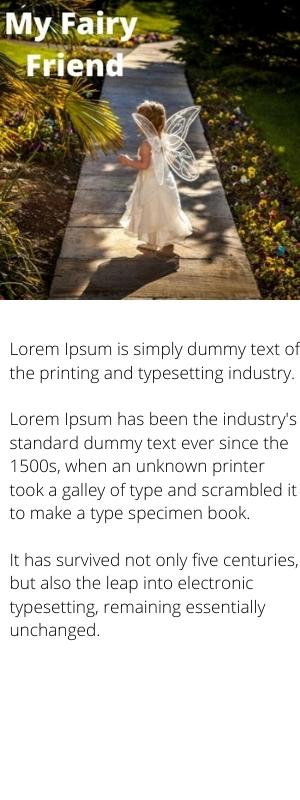 My Fairy
Friend
Lorem Ipsum is simply dummy text of
the printing and typesetting industry.
Lorem Ipsum has been the industry's
standard dummy text ever since the
1500s, when an unknown printer
took a galley of type and scrambled it
to make a type specimen book.
It has survived not only five centuries,
but also the leap into electronic
typesetting, remaining essentially
unchanged.